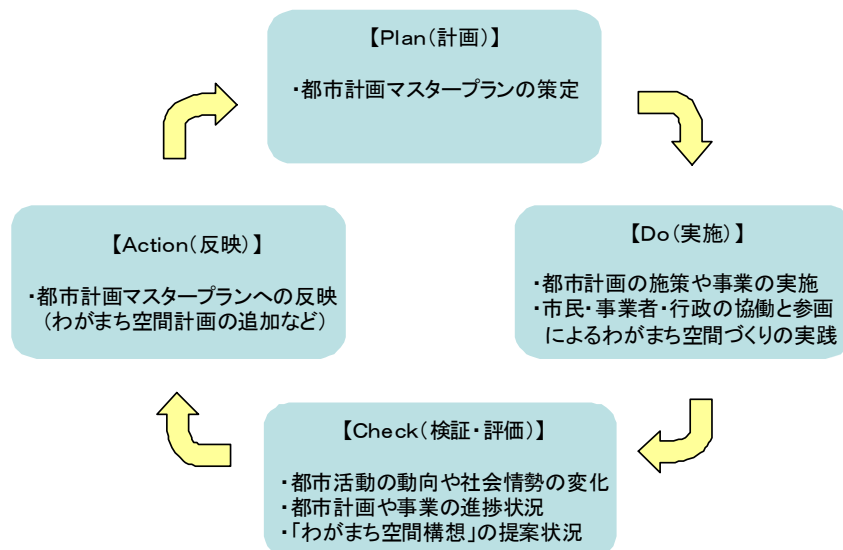 【Plan(計画)】
・都市計画マスタープランの策定
【Do(実施)】
・都市計画の施策や事業の実施
・市民・事業者・行政の協働と参画
によるわがまち空間づくりの実践
【Check(検証・評価)】
・都市活動の動向や社会情勢の変化
・都市計画や事業の進捗状況
・「わがまち空間構想」の提案状況
【Action(反映)】
・都市計画マスタープランへの反映
(わがまち空間計画の追加など)